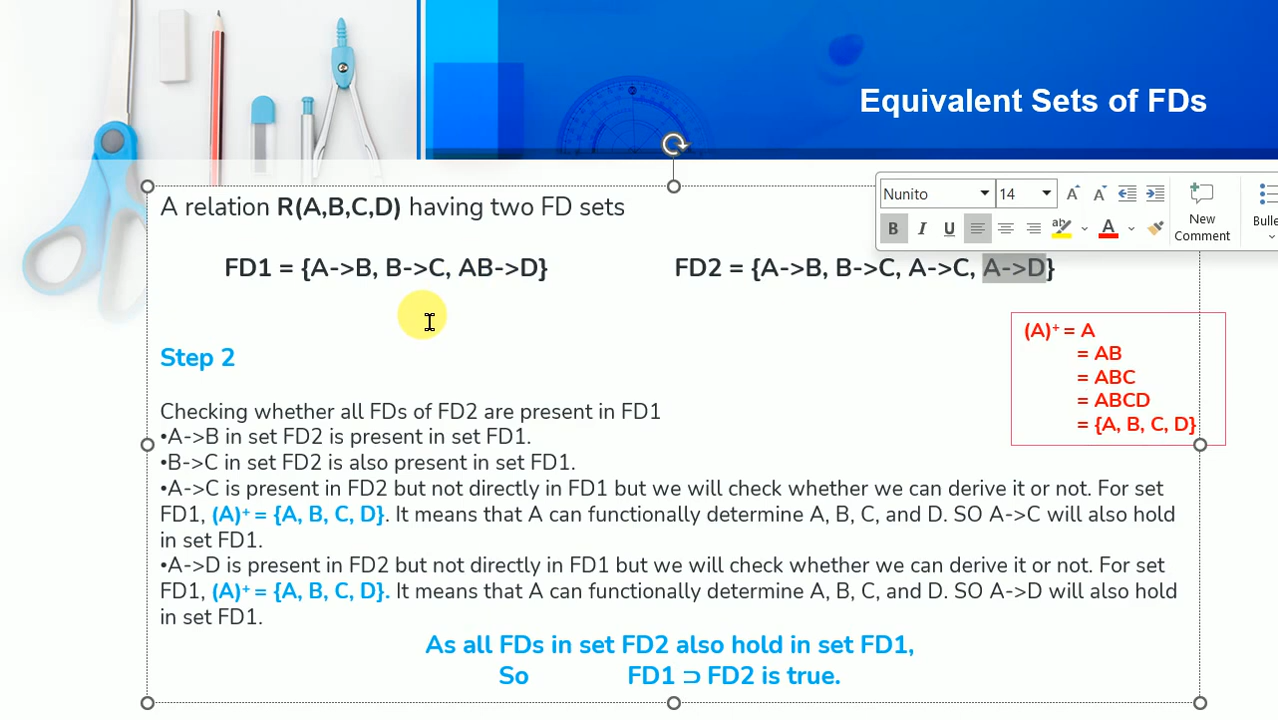 Equivalent Sets of FDs
Nunito
14
B I U
ab
A
New
Comment
Bulle
A relation R(A,B,C,D) having two FD sets
FD1 = {A->B, B->C, AB->D}
FD2 = {A->B, B->C, A->C, A->D}
(A)+ = A
= AB
= ABC
= ABCD
= {A, B, C, D}
Step 2
Checking whether all FDs of FD2 are present in FD1
•A->B in set FD2 is present in set FD1.
•B->C in set FD2 is also present in set FD1.
•A->C is present in FD2 but not directly in FD1 but we will check whether we can derive it or not. For set
FD1, (A)+ = {A, B, C, D}. It means that A can functionally determine A, B, C, and D. SO A->C will also hold
in set FD1.
•A->D is present in FD2 but not directly in FD1 but we will check whether we can derive it or not. For set
FD1, (A)+ = {A, B, C, D}. It means that A can functionally determine A, B, C, and D. SO A->D will also hold
in set FD1.
As all FDs in set FD2 also hold in set FD1,
So FD1 ⊃ FD2 is true.